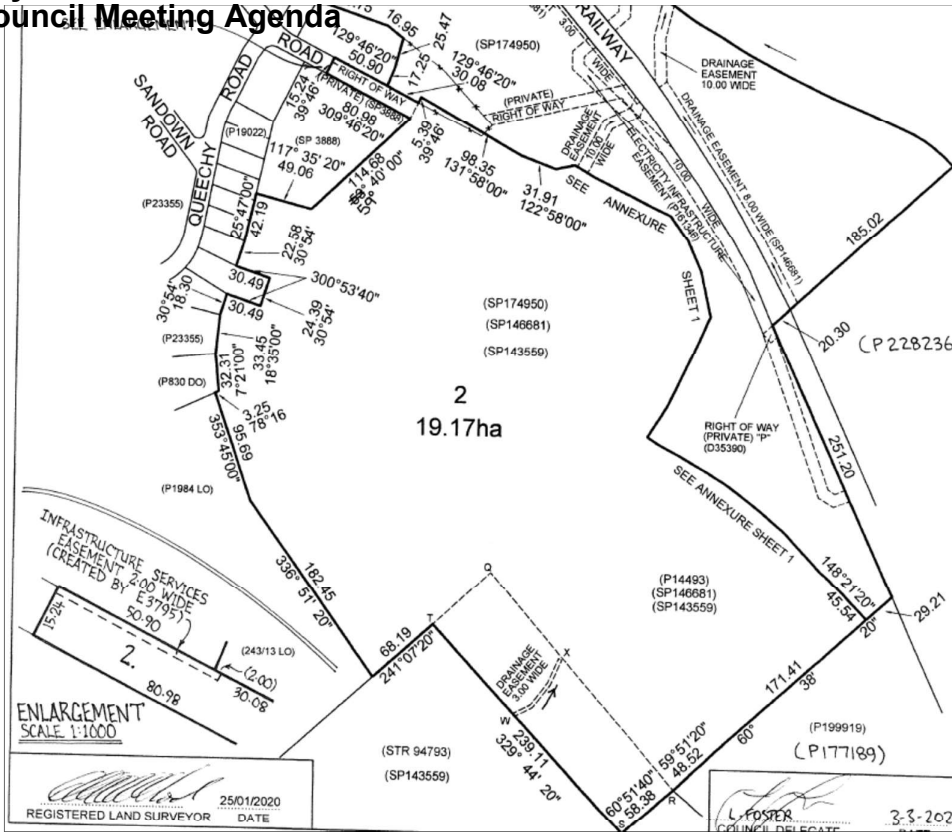 ouncil Meeting Agenda
SEE ENLARGEMENT
ROAD
16.95
25.47
17.25
129°46'20"
50.90
RIGHT OF WAY
(PRIVATE) (SP3888)
80.98
309°46'20"
15.24
39°46'
(SP174950)
129°46'20"
30.08
(PRIVATE)
RIGHT OF WAY
5.39
39°46'
98.35
131°58'00"
31.91
122°58'00"
RAILWAY
3.00
WIDE
DRAINAGE
EASEMENT
10.00 WIDE
DRAINAGE
EASEMENT
10.00
WIDE
DRAINAGE EASEMENT 8.00 WIDE (SP146681)
ELECTRICITY INFRASTRUCTURE
EASEMENT
10.00
WIDE
SANDOWN
ROAD
QUEECHY
ROAD
(P19022)
(SP 3888)
117° 35' 20"
49.06
114.68
(P23355)
25°47'00"
42.19
22.58
30°54'
30.49
300°53'40"
30°54'
18.30
30.49
24.39
30°54'
(P23355)
(P830 DO)
32.31
7°21'00"
33.45
18°35'00"
3.25
78°16
95.69
353°45'00"
(P1984 LO)
SEE
ANNEXURE
SHEET 1
(SP174950)
(SP146681)
(SP143559)
2
19.17ha
185.02
20.30
(P228236
RIGHT OF WAY
(PRIVATE) "P"
(D35390)
251.20
SEE ANNEXURE SHEET 1
148°21'20"
45.54
20"
29.21
(P14493)
(SP146681)
(SP143559)
182.45
336° 51' 20"
68.19
241°07'20"
T
Q
X
W
DRAINAGE
EASEMENT
3.00 WIDE
239.11
329° 44' 20"
171.41
60°
38'
59°51'20"
48.52
60°51'40"
58.38
S
R
(P199919)
(P177189)
(STR 94793)
(SP143559)
INFRASTRUCTURE SERVICES
EASEMENT 2.00 WIDE
(CREATED BY E3795)
50.90
15.24
2.
(243/13 LO)
(2.00)
30.08
80.98
ENLARGEMENT
SCALE 1:1000
25/01/2020
REGISTERED LAND SURVEYOR DATE
L. FOSTER
COUNCIL DELEGATE